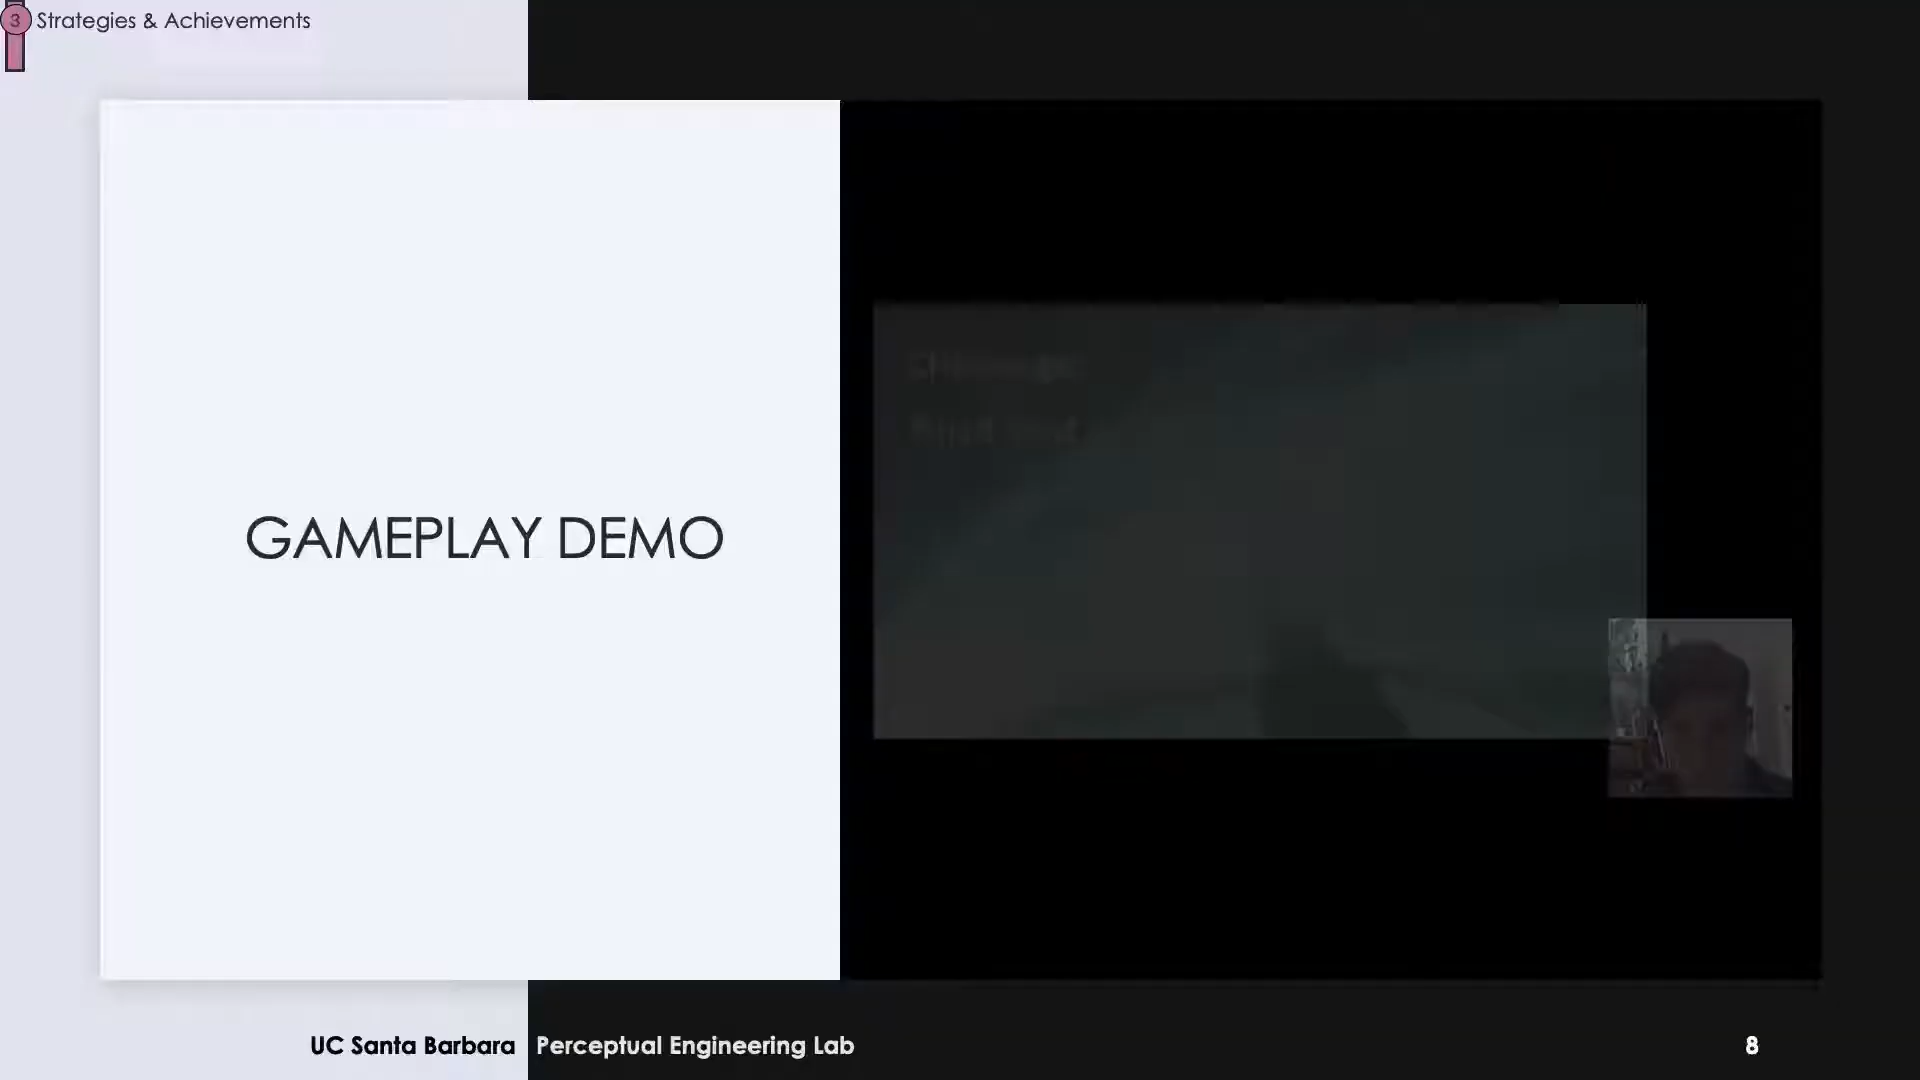 3 Strategies & Achievements
GAMEPLAY DEMO
UC Santa Barbara Perceptual Engineering Lab
8